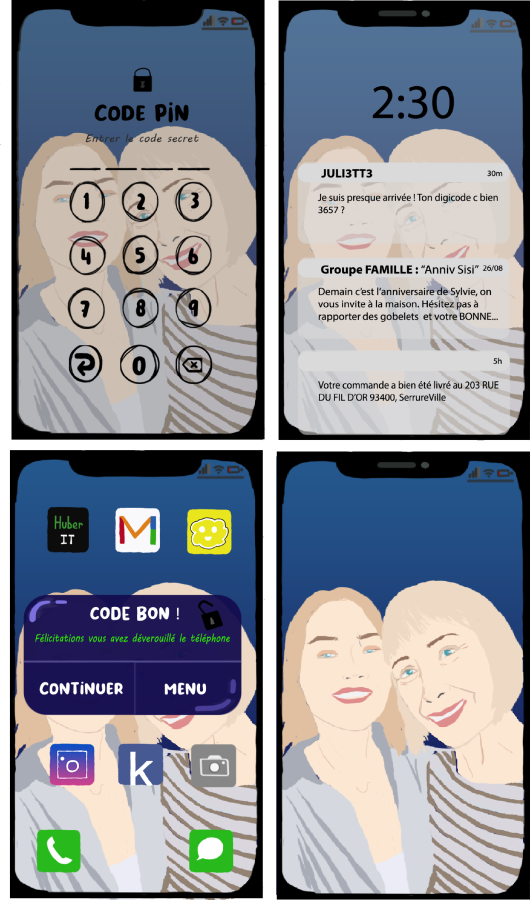 CODE PiN
Entrer le code secret
1 2 3
4 5 6
7 8 9
0
2:30
JULI3TT3 30m
Je suis presque arrivée ! Ton digicode c bien
3657 ?
Groupe FAMILLE : “Anniv Sisi” 26/08
Demain c’est l’anniversaire de Sylvie, on
vous invite à la maison. Hésitez pas à
rapporter des gobelets et votre BONNE...
5h
Votre commande a bien été livré au 203 RUE
DU FIL D’OR 93400, SerrureVille
Huber
IT
M
CODE BON !
Félicitations vous avez déverouillé le téléphone
CONTiNUER MENU
k